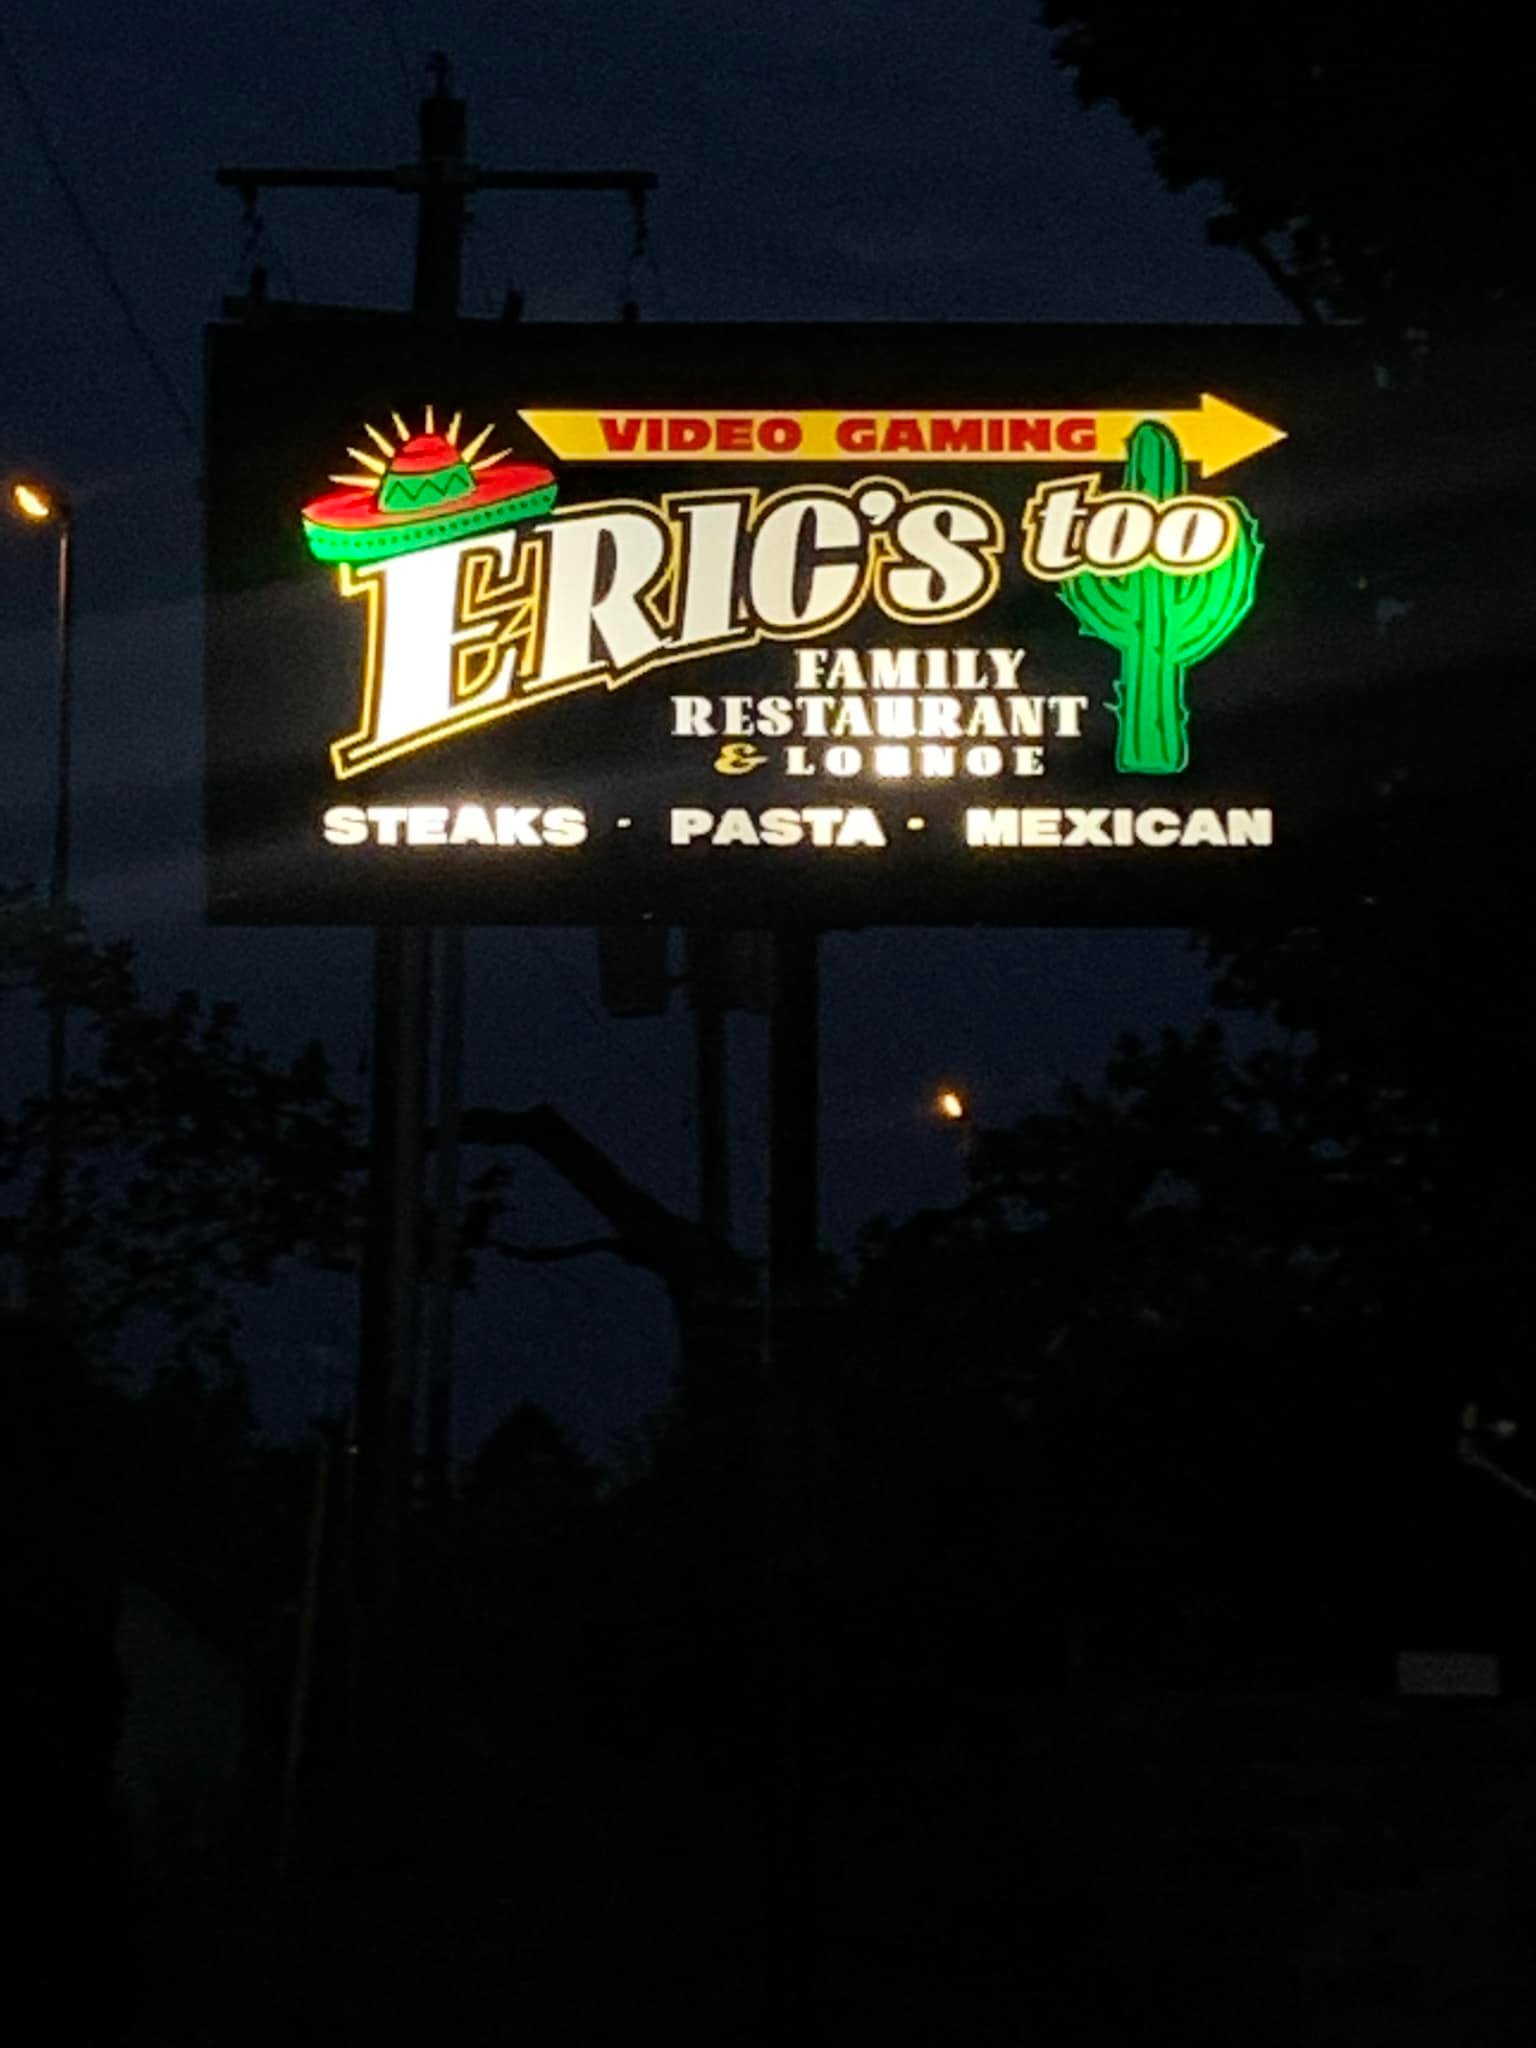 VIDEO GAMING
ERIC'S too
FAMILY
RESTAURANT
& LOUNGE
STEAKS · PASTA · MEXICAN